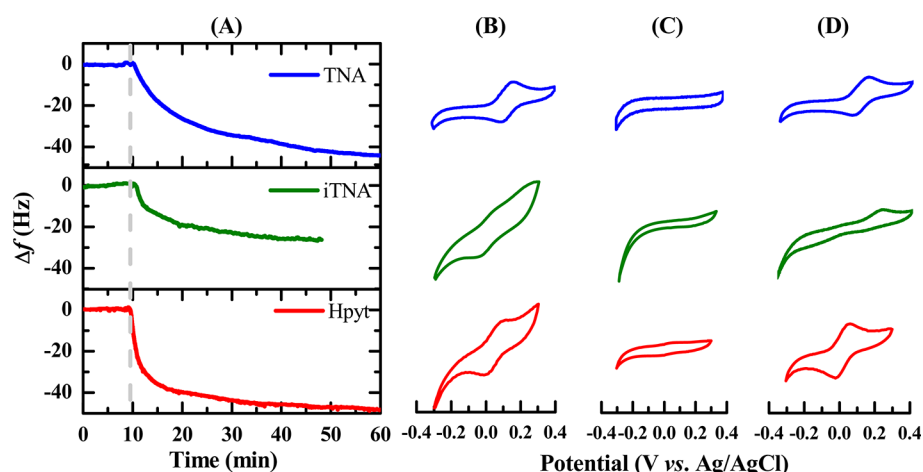 (A) (B) (C) (D)
0
-20
-40
TNA
0
-20
-40
iTNA
0
-20
-40
Hpyt
Δf (Hz)
0 10 20 30 40 50 60
-0.4 -0.2 0.0 0.2 0.4 -0.4 -0.2 0.0 0.2 0.4 -0.4 -0.2 0.0 0.2 0.4
Time (min)
Potential (V vs. Ag/AgCl)